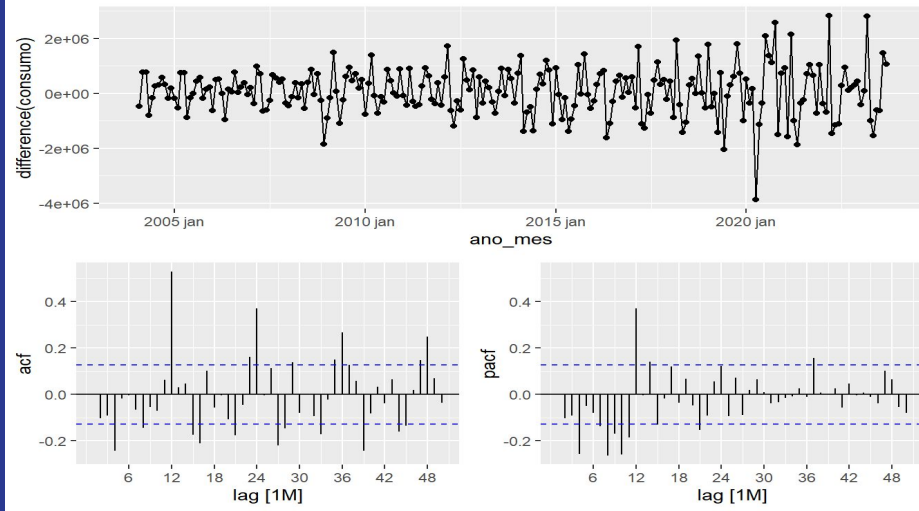 difference(consumo)
2e+06
0e+00
-2e+06
-4e+06
2005 jan 2010 jan 2015 jan 2020 jan
ano_mes
acf
0.4
0.2
0.0
-0.2
6 12 18 24 30 36 42 48
lag [1M]
pacf
0.4
0.2
0.0
-0.2
6 12 18 24 30 36 42 48
lag [1M]